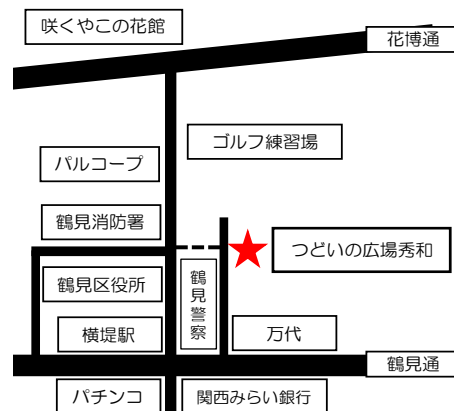 咲くやこの花館
花博通
ゴルフ練習場
パルコープ
鶴見消防署
つどいの広場秀和
鶴見区役所
鶴見警察
横堤駅
万代
鶴見通
パチンコ
関西みらい銀行